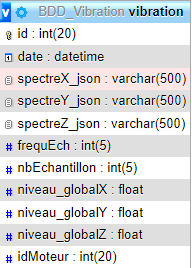 v BDD_Vibration vibration
id : int(20)
date : datetime
spectreX_json : varchar(500)
spectreY_json : varchar(500)
spectreZ_json : varchar(500)
# frequEch : int(5)
# nbEchantillon : int(5)
# niveau_globalX : float
# niveau_globalY : float
# niveau_globalZ : float
# idMoteur : int(20)